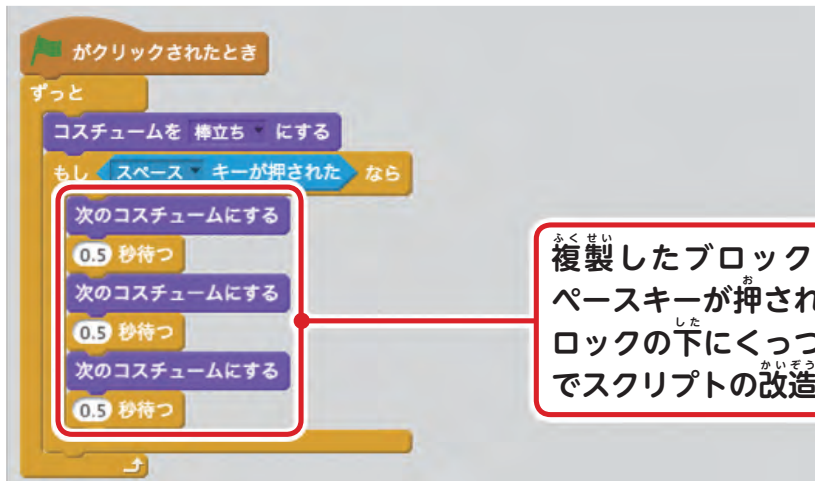 がクリックされたとき
ずっと
コスチュームを 棒立ち にする
もし スペース キーが押された なら
次のコスチュームにする
0.5 秒待つ
次のコスチュームにする
0.5 秒待つ
次のコスチュームにする
0.5 秒待つ
ふくせい
複製したブロック
お
ペースキーが押され
した
ロックの下にくっつ
かいぞう
でスクリプトの改造